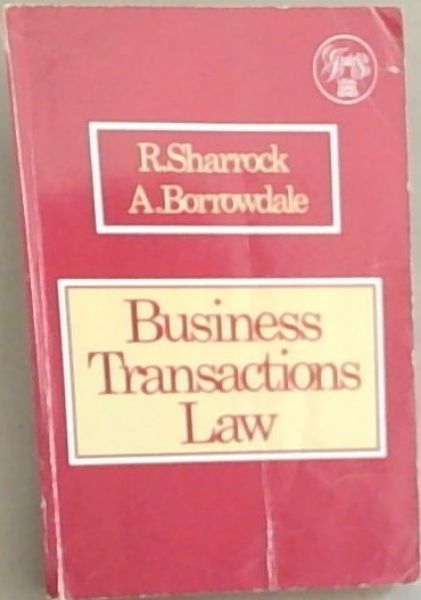 R.Sharrock
A.Borrowdale
Business
Transactions
Law